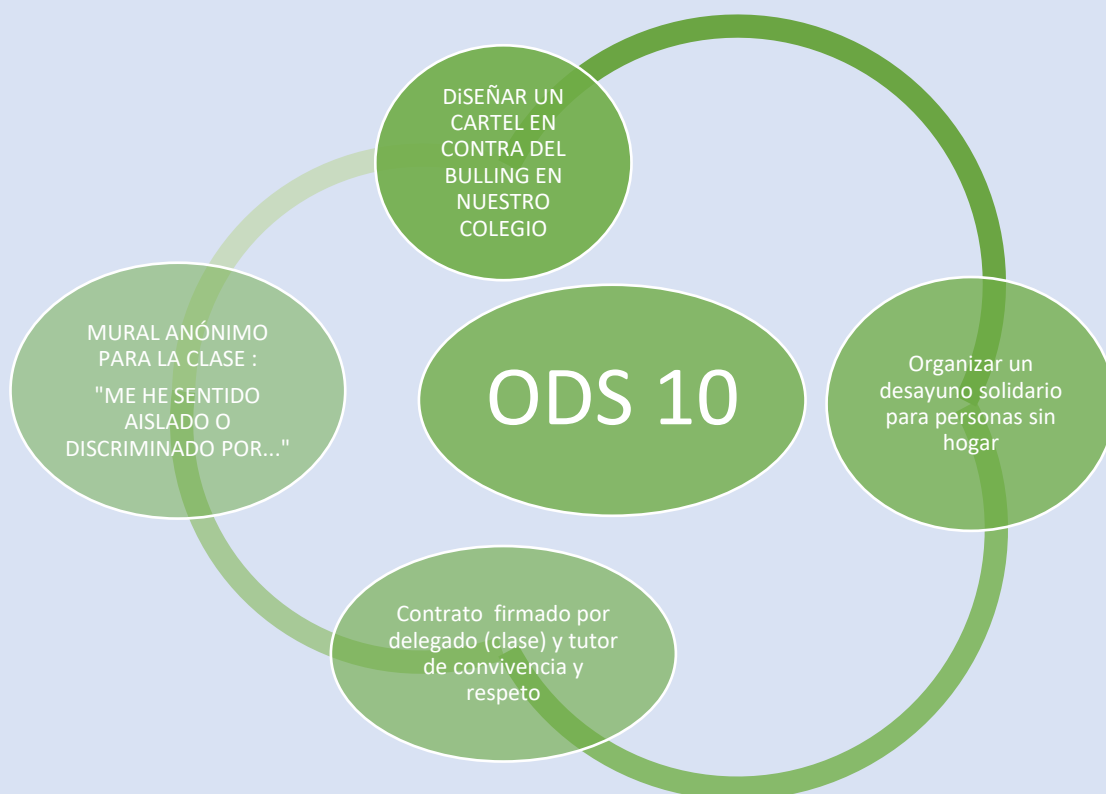 DiSEÑAR UN
CARTEL EN
CONTRA DEL
BULLING EN
NUESTRO
COLEGIO
MURAL ANÓNIMO
PARA LA CLASE :
"ME HE SENTIDO
AISLADO O
DISCRIMINADO POR..."
ODS 10
Organizar un
desayuno solidario
para personas sin
hogar
Contrato firmado por
delegado (clase) y tutor
de convivencia y
respeto